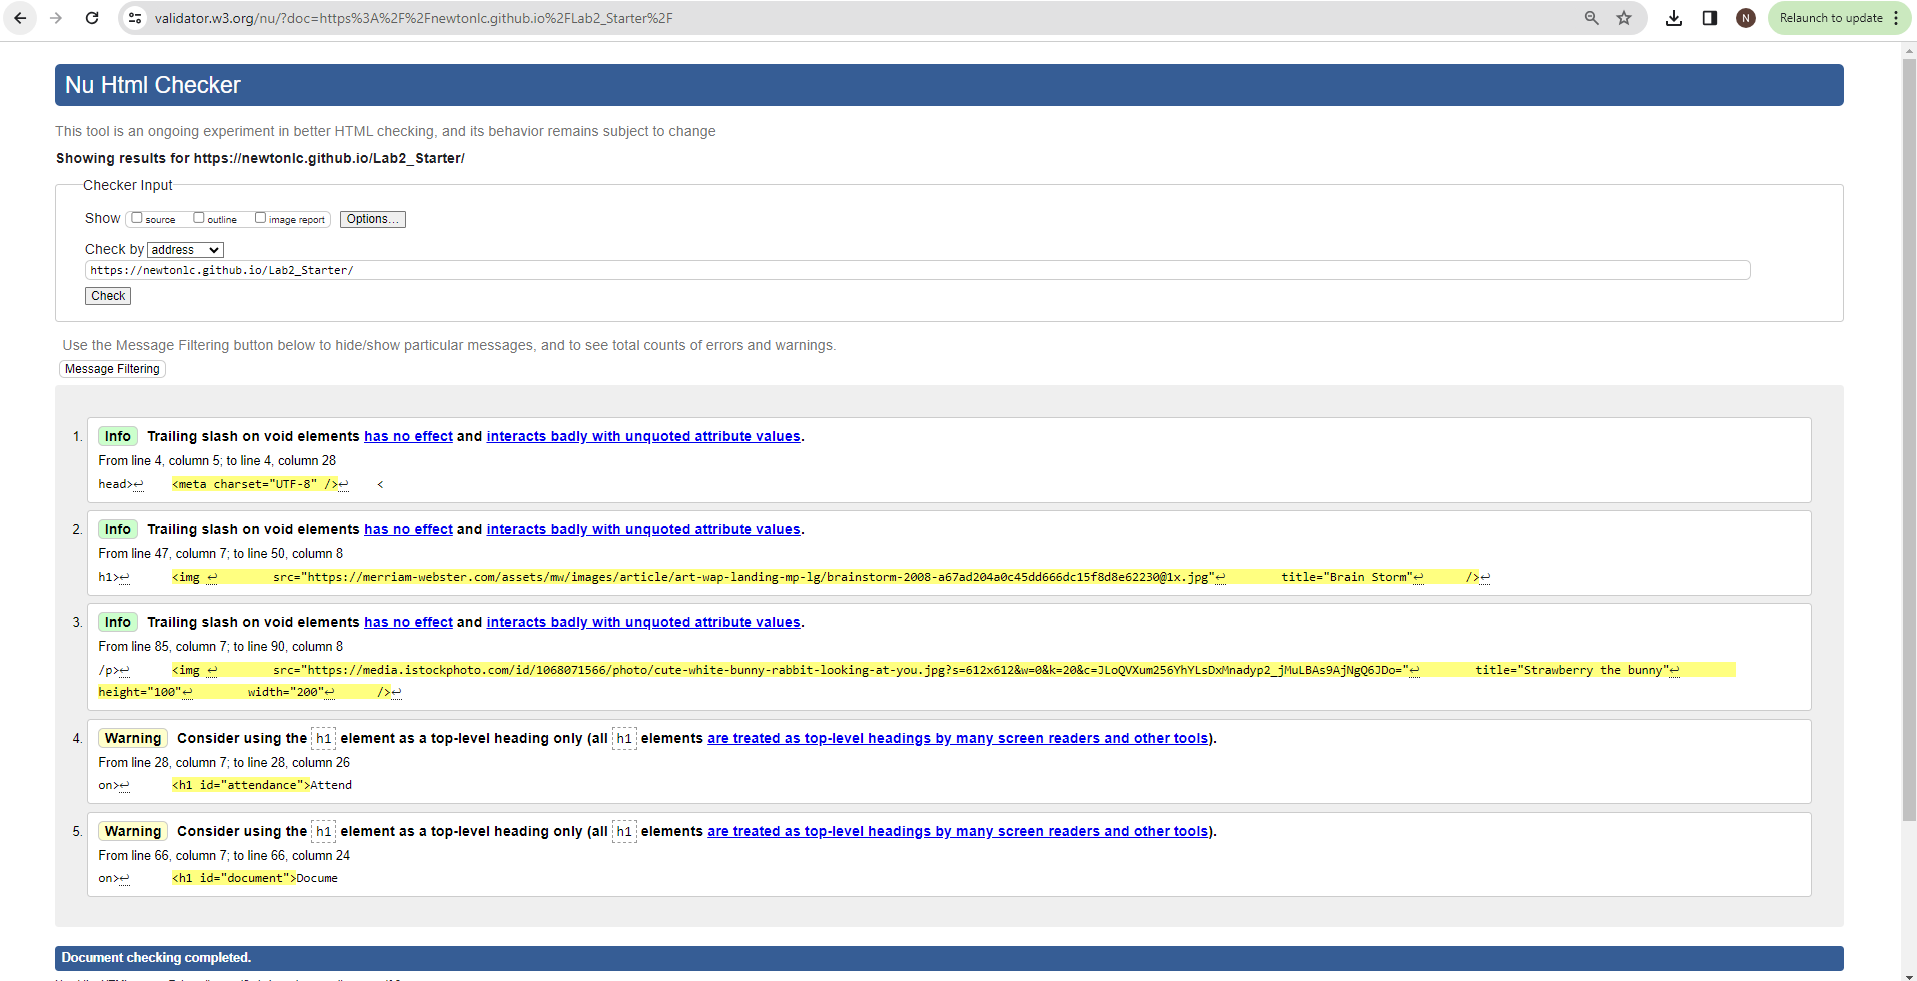 validator.w3.org/nu/?doc=https%3A%2F%2Fnewtonlc.github.io%2FLab2_Starter%2F
N
Relaunch to update
Nu Html Checker
This tool is an ongoing experiment in better HTML checking, and its behavior remains subject to change
Showing results for https://newtonlc.github.io/Lab2_Starter/
Checker Input
Show source outline image report Options...
Check by address
https://newtonlc.github.io/Lab2_Starter/
Check
Use the Message Filtering button below to hide/show particular messages, and to see total counts of errors and warnings.
Message Filtering
1. Info Trailing slash on void elements has no effect and interacts badly with unquoted attribute values.
From line 4, column 5; to line 4, column 28
head>↩ <meta charset="UTF-8" />↩ <
2. Info Trailing slash on void elements has no effect and interacts badly with unquoted attribute values.
From line 47, column 7; to line 50, column 8
h1>↩ <img ↩ src="https://merriam-webster.com/assets/mw/images/article/art-wap-landing-mp-lg/brainstorm-2008-a67ad204a0c45dd666dc15f8d8e62230@1x.jpg"↩ title="Brain Storm"↩ />↩
3. Info Trailing slash on void elements has no effect and interacts badly with unquoted attribute values.
From line 85, column 7; to line 90, column 8
/p>↩ <img ↩ src="https://media.istockphoto.com/id/1068071566/photo/cute-white-bunny-rabbit-looking-at-you.jpg?s=612x612&w=0&k=20&c=JLoQVXum256YhYLsDxMnadyp2_jMuLBAs9AjNgQ6JDo="↩ title="Strawberry the bunny"↩
height="100"↩ width="200"↩ />↩
4. Warning Consider using the h1 element as a top-level heading only (all h1 elements are treated as top-level headings by many screen readers and other tools).
From line 28, column 7; to line 28, column 26
on>↩ <h1 id="attendance">Attend
5. Warning Consider using the h1 element as a top-level heading only (all h1 elements are treated as top-level headings by many screen readers and other tools).
From line 66, column 7; to line 66, column 24
on>↩ <h1 id="document">Docume
Document checking completed.